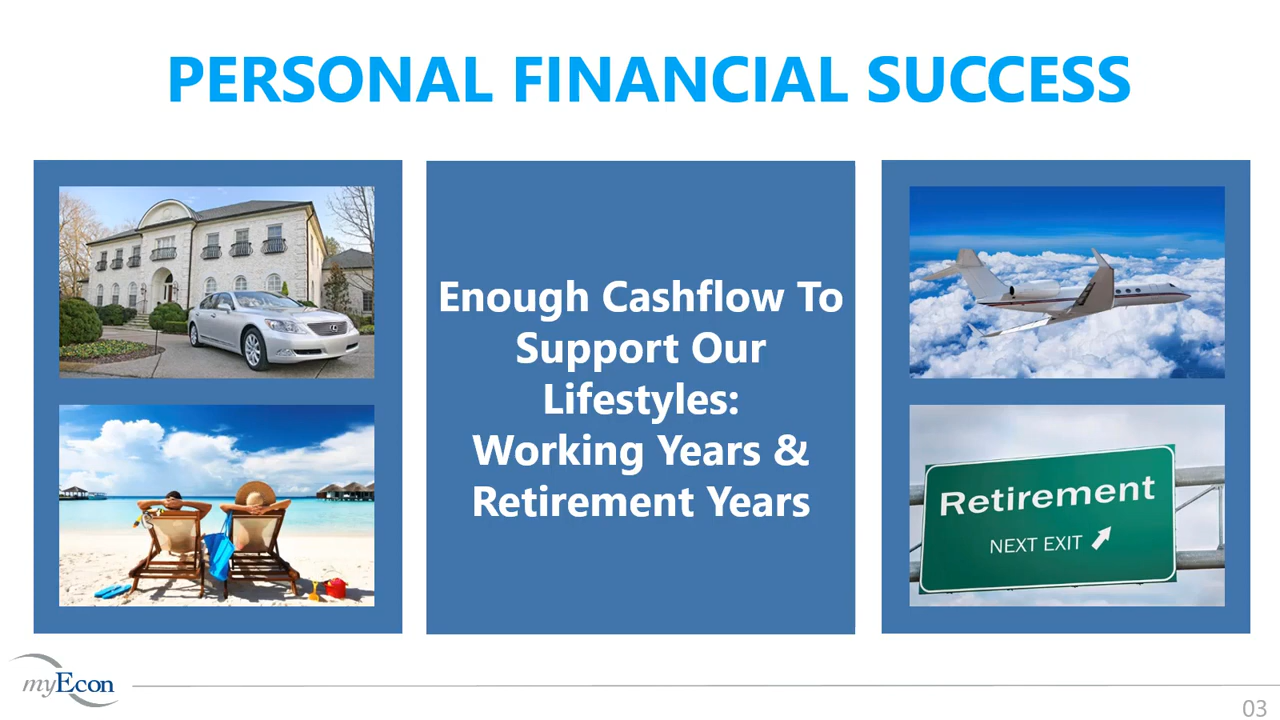 PERSONAL FINANCIAL SUCCESS
Enough Cashflow To
Support Our
Lifestyles:
Working Years &
Retirement Years
Retirement
NEXT EXIT
myEcon
03